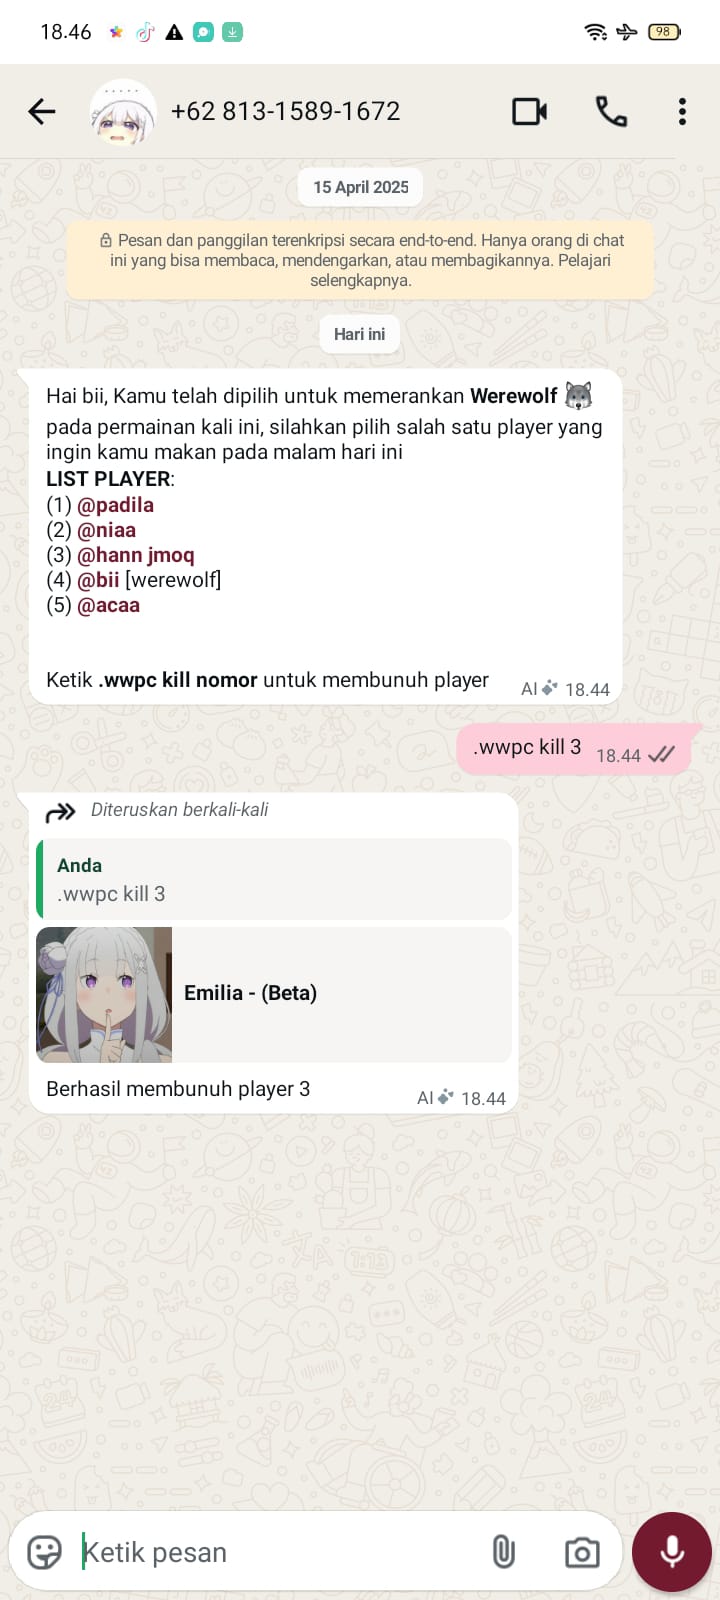 18.46
98
+62 813-1589-1672
15 April 2025
Pesan dan panggilan terenkripsi secara end-to-end. Hanya orang di chat
ini yang bisa membaca, mendengarkan, atau membagikannya. Pelajari
selengkapnya.
Hari ini
Hai bii, Kamu telah dipilih untuk memerankan Werewolf 🐺
pada permainan kali ini, silahkan pilih salah satu player yang
ingin kamu makan pada malam hari ini
LIST PLAYER:
(1) @padila
(2) @niaa
(3) @hann jmoq
(4) @bii [werewolf]
(5) @acaa
Ketik .wwpc kill nomor untuk membunuh player
AI 18.44
.wwpc kill 3 18.44
Diteruskan berkali-kali
Anda
.wwpc kill 3
Emilia - (Beta)
Berhasil membunuh player 3
AI 18.44
Ketik pesan